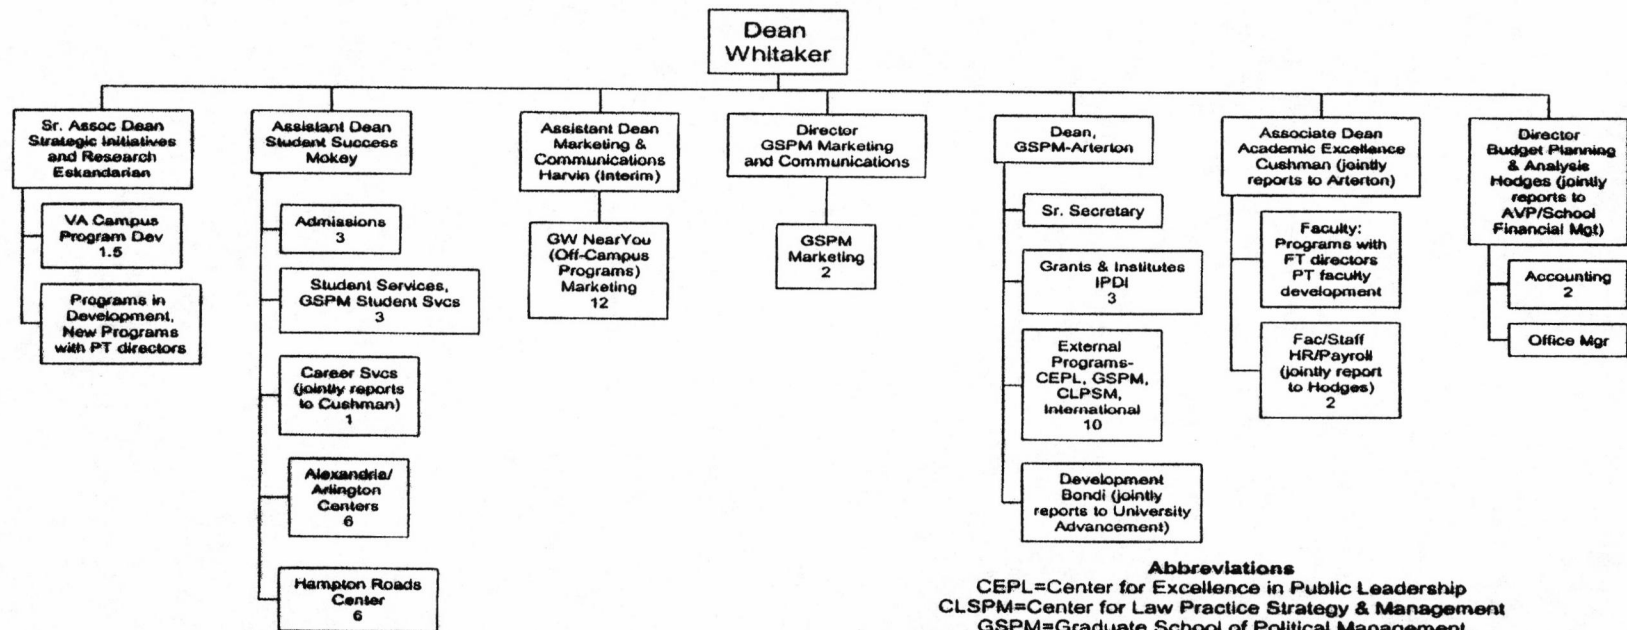 Dean
Whitaker
Sr. Assoc Dean
Strategic Initiatives
and Research
Eskandarian
VA Campus
Program Dev
1.5
Programs in
Development,
New Programs
with PT directors
Assistant Dean
Student Success
Mokey
Admissions
3
Student Services,
GSPM Student Svcs
3
Career Svcs
(jointly reports
to Cushman)
1
Alexandria/
Arlington
Centers
6
Hampton Roads
Center
6
Assistant Dean
Marketing &
Communications
Harvin (Interim)
GW NearYou
(Off-Campus
Programs)
Marketing
12
Director
GSPM Marketing
and Communications
GSPM
Marketing
2
Dean,
GSPM-Arterton
Sr. Secretary
Grants & Institutes
IPDI
3
External
Programs-
CEPL, GSPM,
CLPSM,
International
10
Development
Bondi (jointly
reports to University
Advancement)
Associate Dean
Academic Excellence
Cushman (jointly
reports to Arterton)
Faculty:
Programs with
FT directors
PT faculty
development
Fac/Staff
HR/Payroll
(jointly report
to Hodges)
2
Director
Budget Planning
& Analysis
Hodges (jointly
reports to
AVP/School
Financial Mgt)
Accounting
2
Office Mgr
Abbreviations
CEPL=Center for Excellence in Public Leadership
CLSPM=Center for Law Practice Strategy & Management
GSPM=Graduate School of Political Management